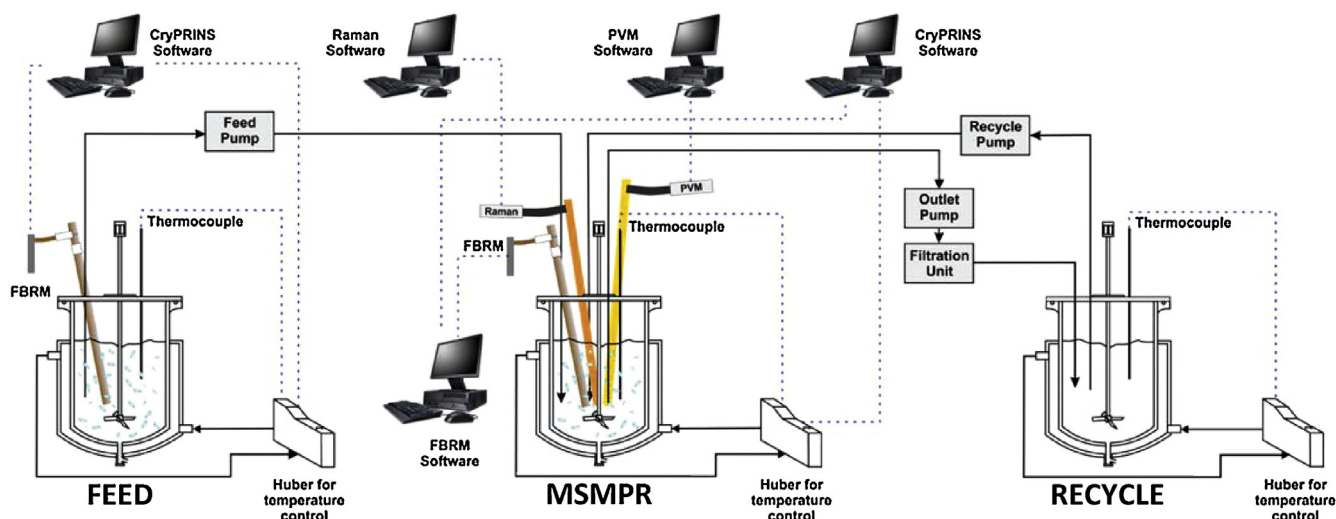 CryPRINS
Software
Raman
Software
PVM
Software
CryPRINS
Software
Feed
Pump
Recycle
Pump
Raman
PVM
Outlet
Pump
Thermocouple
Thermocouple
Thermocouple
FBRM
Filtration
Unit
FBRM
FBRM
Software
Huber for
temperature
control
Huber for
temperature
control
Huber for
temperature
control
FEED
MSMPR
RECYCLE